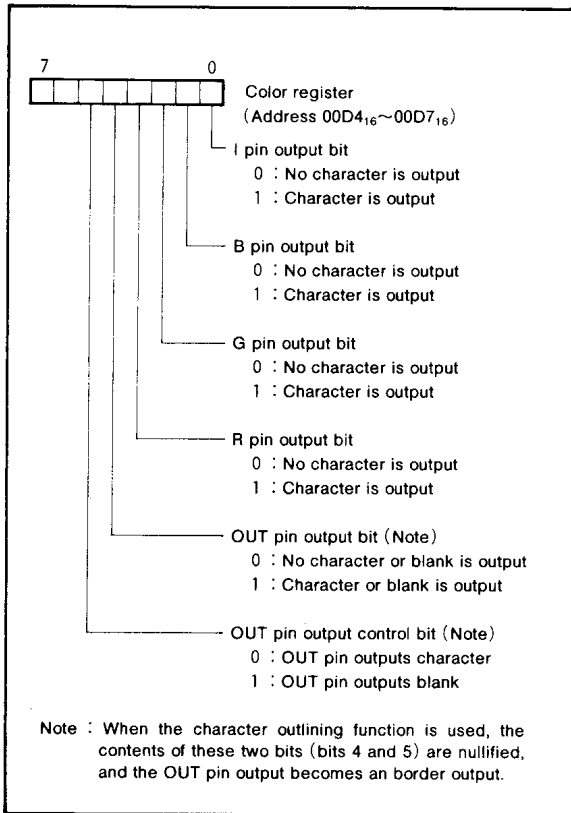 7 0
Color register
(Address 00D4₁₆~00D7₁₆)
I pin output bit
0 : No character is output
1 : Character is output
B pin output bit
0 : No character is output
1 : Character is output
G pin output bit
0 : No character is output
1 : Character is output
R pin output bit
0 : No character is output
1 : Character is output
OUT pin output bit (Note)
0 : No character or blank is output
1 : Character or blank is output
OUT pin output control bit (Note)
0 : OUT pin outputs character
1 : OUT pin outputs blank
Note : When the character outlining function is used, the
contents of these two bits (bits 4 and 5) are nullified,
and the OUT pin output becomes an border output.